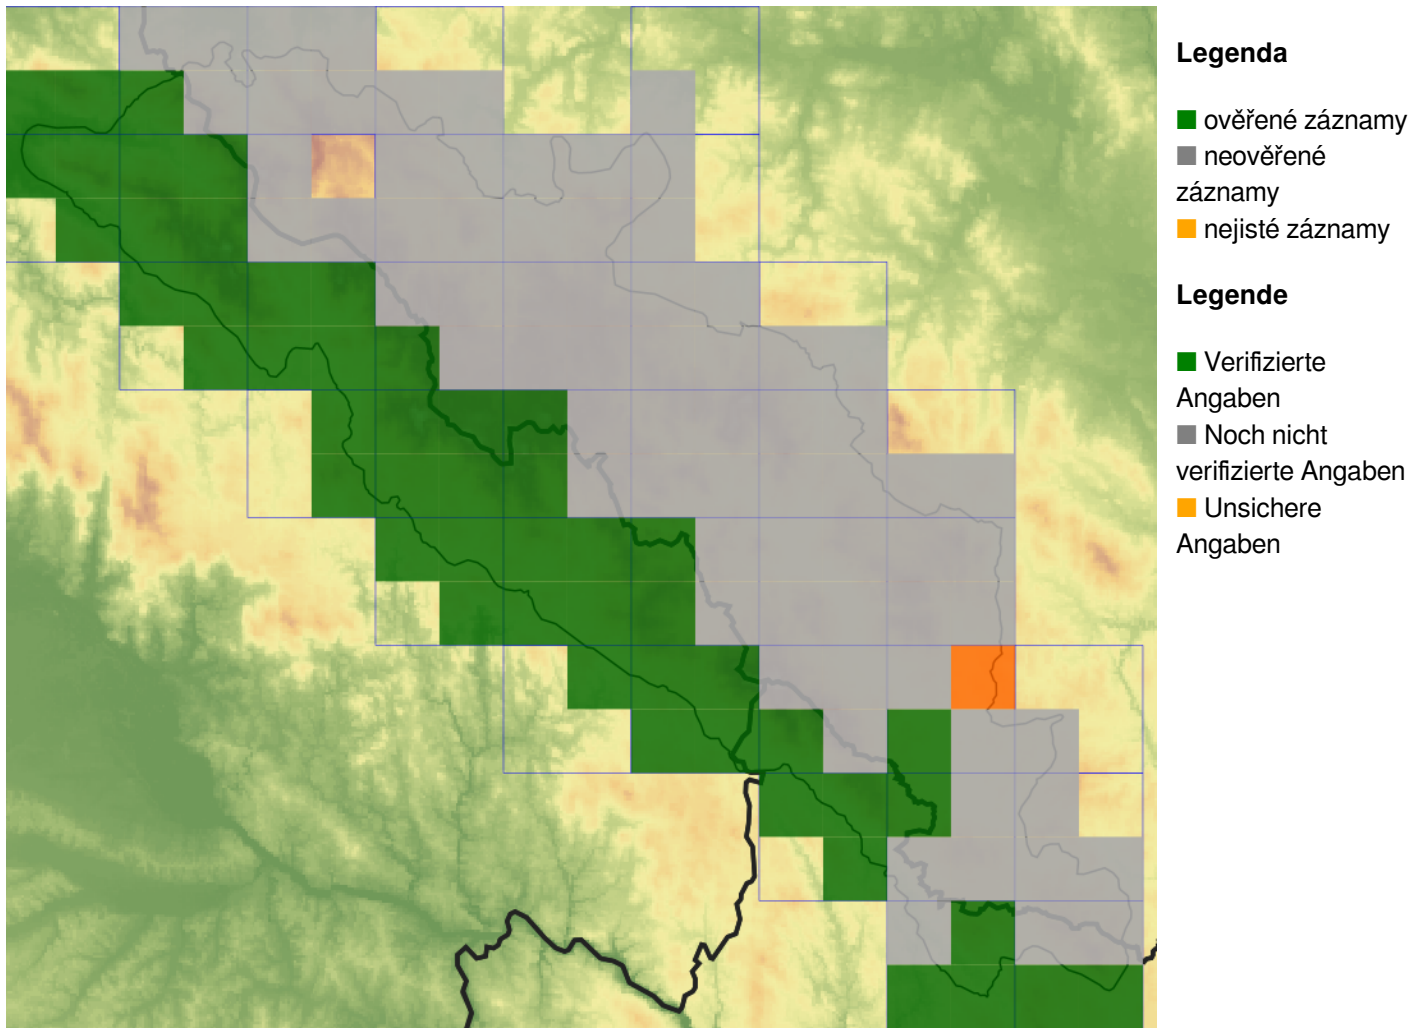 Legenda
ověřené záznamy
neověřené
záznamy
nejisté záznamy
Legende
Verifizierte
Angaben
Noch nicht
verifizierte Angaben
Unsichere
Angaben